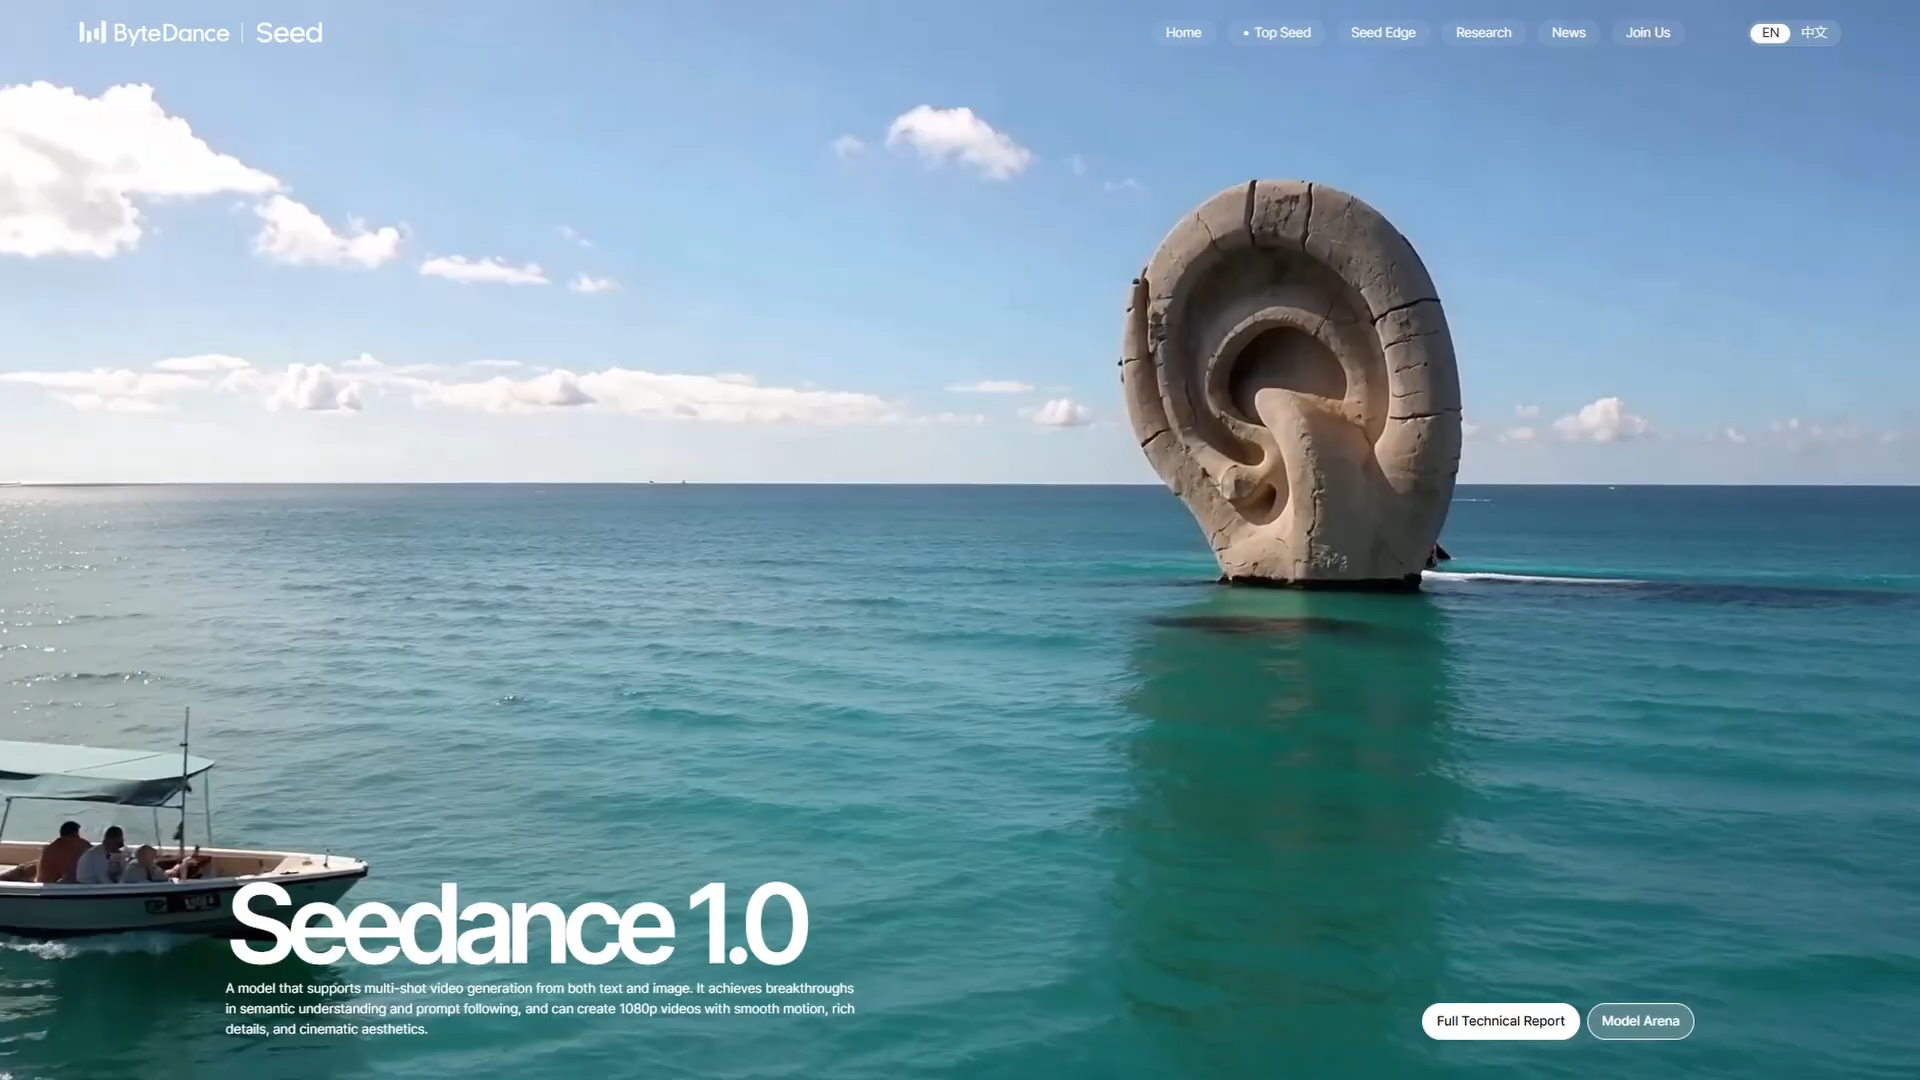 ByteDance | Seed
Home
• Top Seed
Seed Edge
Research
News
Join Us
EN
中文
Seedance 1.0
A model that supports multi-shot video generation from both text and image. It achieves breakthroughs
in semantic understanding and prompt following, and can create 1080p videos with smooth motion, rich
details, and cinematic aesthetics.
Full Technical Report
Model Arena